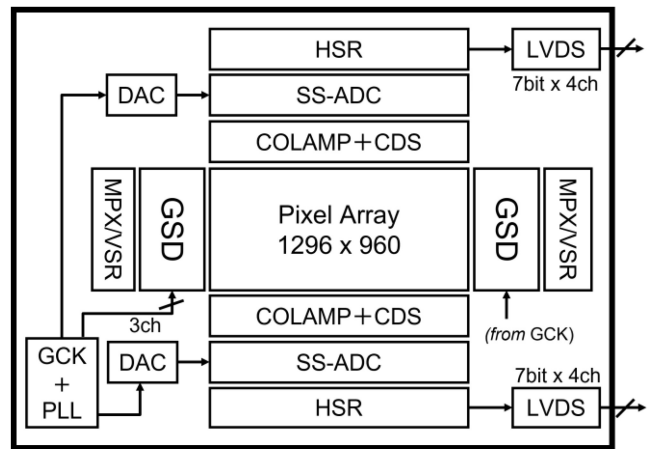 HSR
LVDS
7bit x 4ch
DAC
SS-ADC
COLAMP+CDS
MPX/VSR
GSD
Pixel Array
1296 x 960
GSD
MPX/VSR
3ch
COLAMP+CDS
(from GCK)
GCK
+
PLL
DAC
SS-ADC
7bit x 4ch
HSR
LVDS